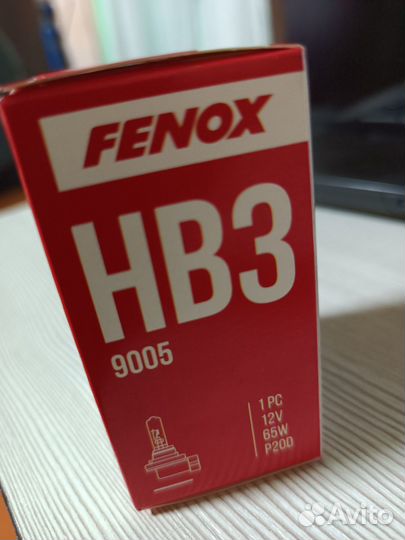 FENOX
HB3
9005
1 PC
12V
65W
P20D
Avito